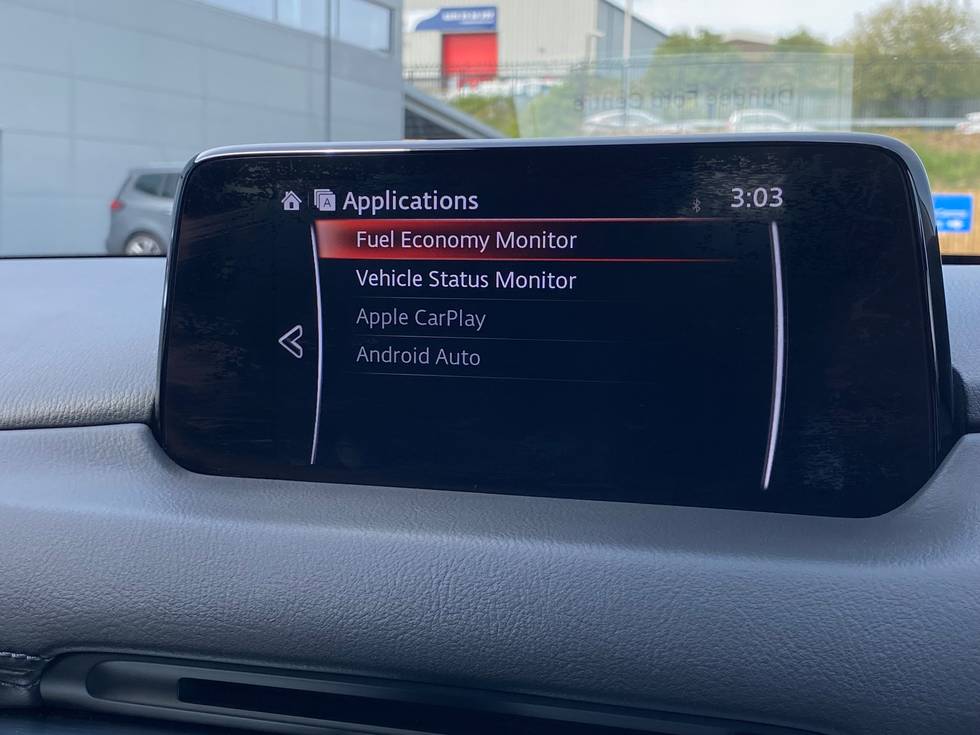 Applications
3:03
Fuel Economy Monitor
Vehicle Status Monitor
Apple CarPlay
Android Auto